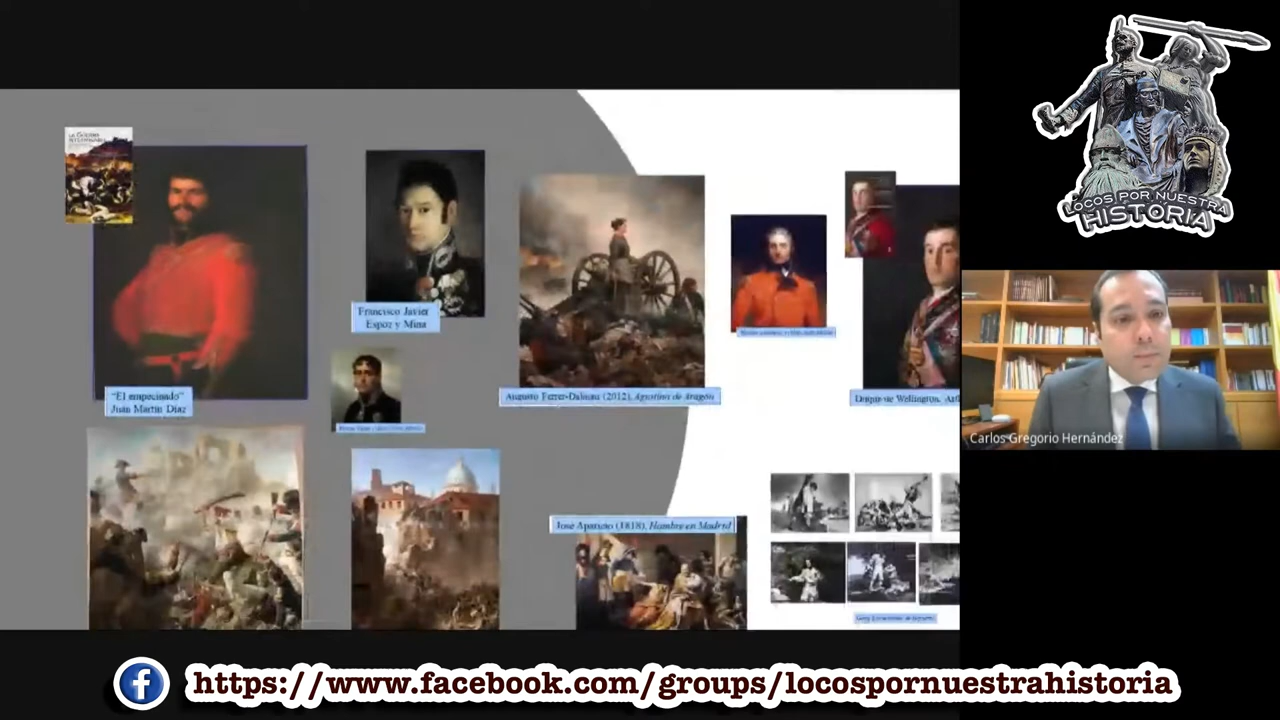 LOCOS POR NUESTRA
HISTORIA
Francisco Javier
Espoz y Mina
"El empecinado"
Juan Martín Díaz
Augusto Ferrer-Dalmau (2012), Agustina de Aragón
Duque de Wellington,
Carlos Gregorio Hernández
José Aparicio (1818), Hambre en Madrid
https://www.facebook.com/groups/locospornuestrahistoria